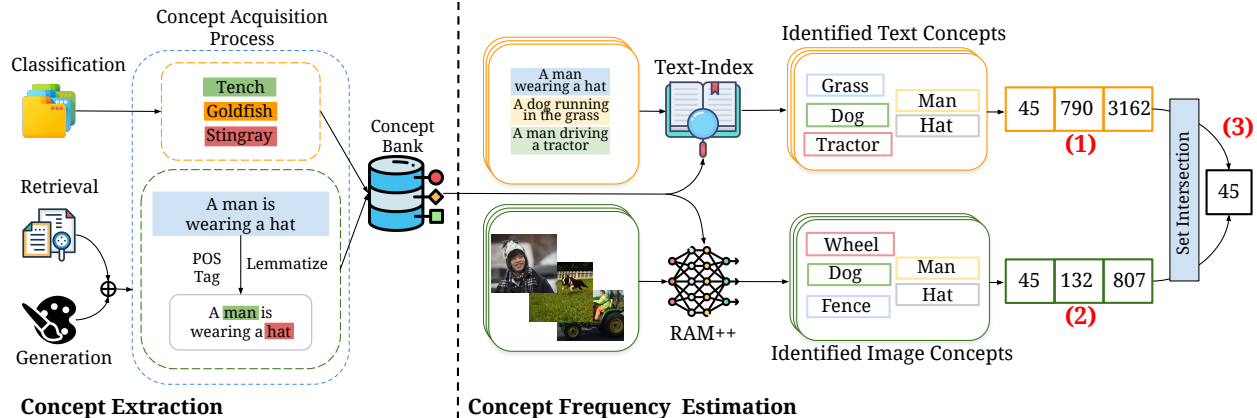 Concept Acquisition
Process
Classification
Tench
Goldfish
Stingray
Concept
Bank
Retrieval
A man is
wearing a hat
POS
Tag
Lemmatize
A man is
wearing a hat
Generation
Concept Extraction
A man
wearing a hat
A dog running
in the grass
A man driving
a tractor
Text-Index
Identified Text Concepts
Grass
Man
Dog
Hat
Tractor
45 790 3162
(1)
(3)
Set Intersection
45
RAM++
Wheel
Man
Dog
Hat
Fence
Identified Image Concepts
45 132 807
(2)
Concept Frequency Estimation